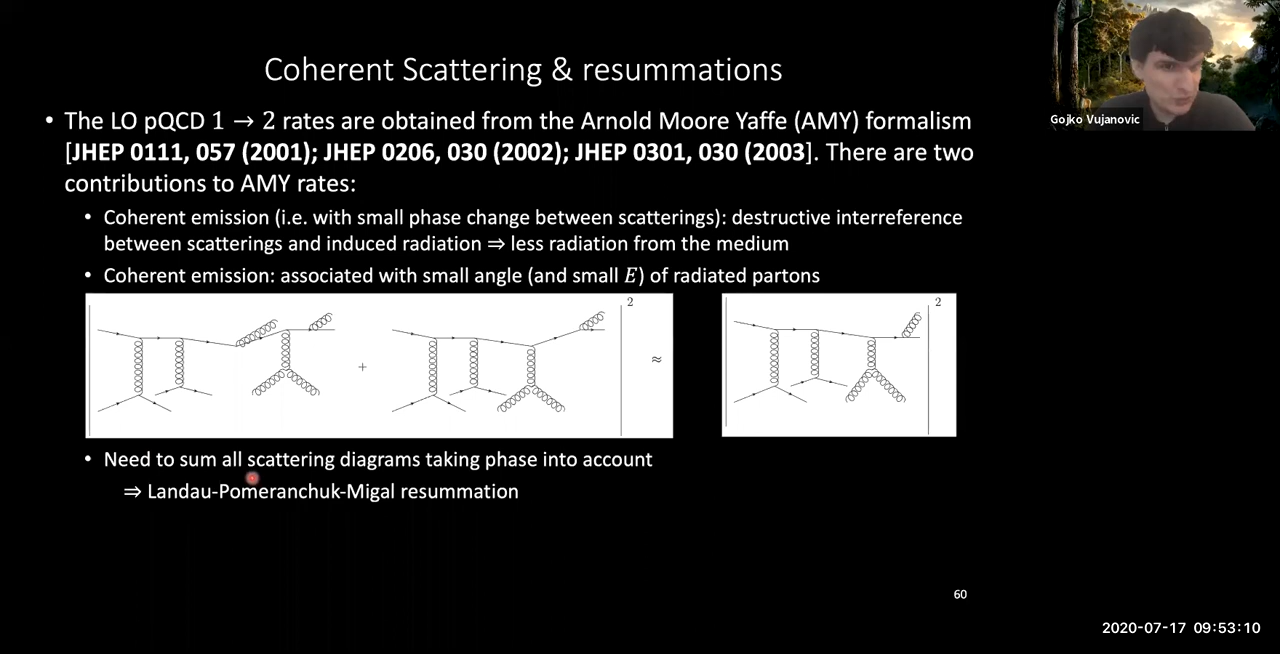 Coherent Scattering & resummations
Gojko Vujanovic
• The LO pQCD 1 → 2 rates are obtained from the Arnold Moore Yaffe (AMY) formalism
[JHEP 0111, 057 (2001); JHEP 0206, 030 (2002); JHEP 0301, 030 (2003]. There are two
contributions to AMY rates:
• Coherent emission (i.e. with small phase change between scatterings): destructive interreference
between scatterings and induced radiation ⇒ less radiation from the medium
• Coherent emission: associated with small angle (and small E) of radiated partons
2
+
≈
2
• Need to sum all scattering diagrams taking phase into account
⇒ Landau-Pomeranchuk-Migal resummation
60
2020-07-17 09:53:10